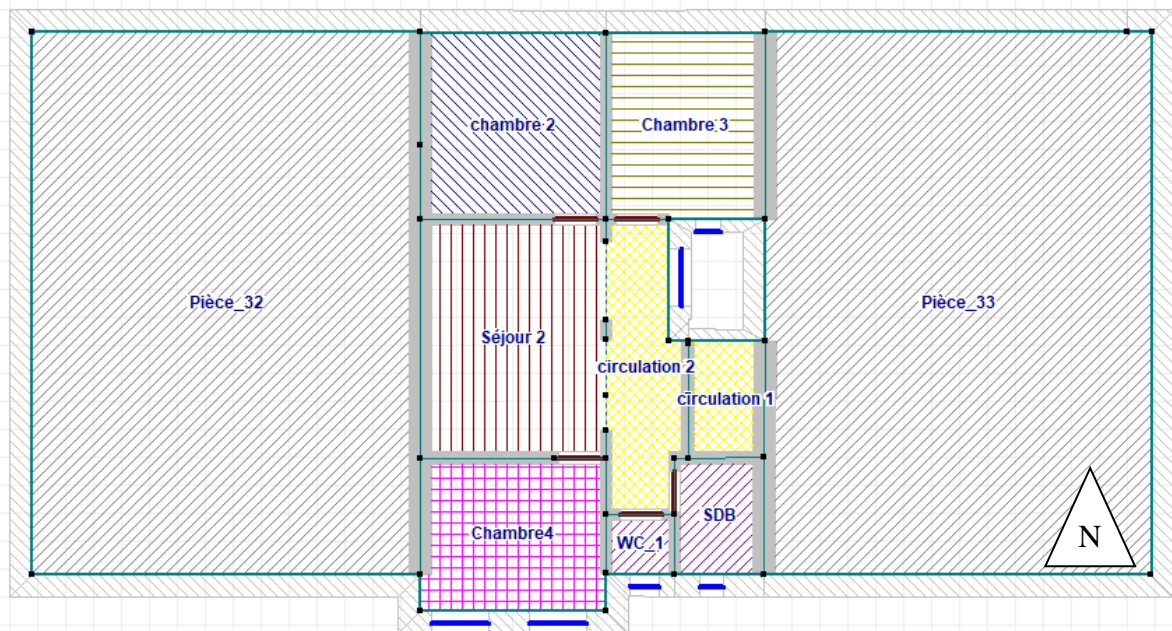 chambre 2
Chambre 3
Pièce_32
Pièce_33
Séjour 2
circulation 2
circulation 1
SDB
Chambre4
WC_1
N